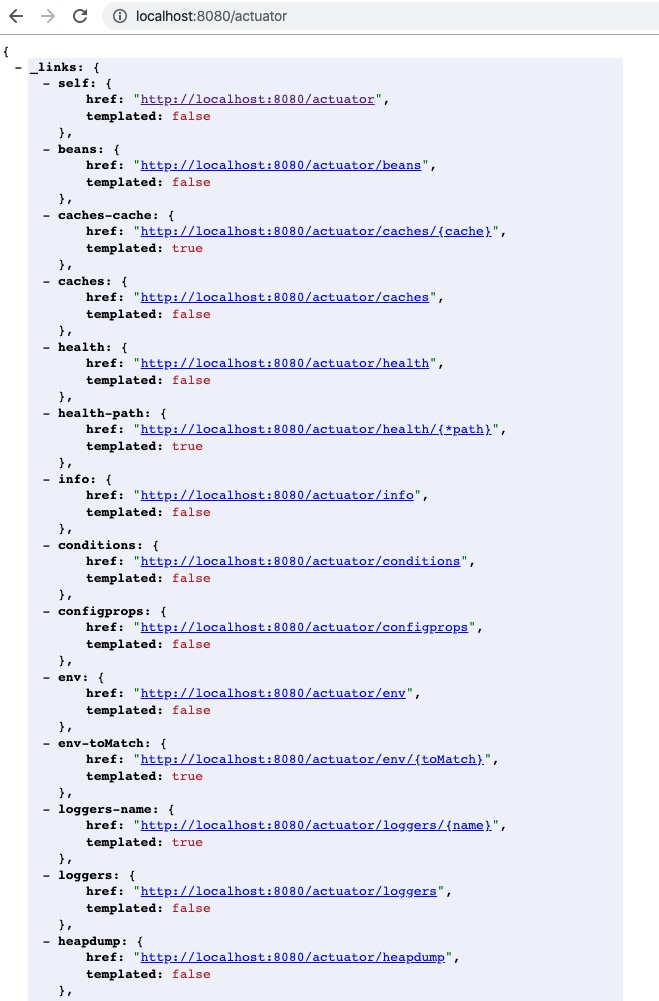 localhost:8080/actuator
{
- _links: {
- self: {
href: "http://localhost:8080/actuator",
templated: false
},
- beans: {
href: "http://localhost:8080/actuator/beans",
templated: false
},
- caches-cache: {
href: "http://localhost:8080/actuator/caches/{cache}",
templated: true
},
- caches: {
href: "http://localhost:8080/actuator/caches",
templated: false
},
- health: {
href: "http://localhost:8080/actuator/health",
templated: false
},
- health-path: {
href: "http://localhost:8080/actuator/health/{*path}",
templated: true
},
- info: {
href: "http://localhost:8080/actuator/info",
templated: false
},
- conditions: {
href: "http://localhost:8080/actuator/conditions",
templated: false
},
- configprops: {
href: "http://localhost:8080/actuator/configprops",
templated: false
},
- env: {
href: "http://localhost:8080/actuator/env",
templated: false
},
- env-toMatch: {
href: "http://localhost:8080/actuator/env/{toMatch}",
templated: true
},
- loggers-name: {
href: "http://localhost:8080/actuator/loggers/{name}",
templated: true
},
- loggers: {
href: "http://localhost:8080/actuator/loggers",
templated: false
},
- heapdump: {
href: "http://localhost:8080/actuator/heapdump",
templated: false
},